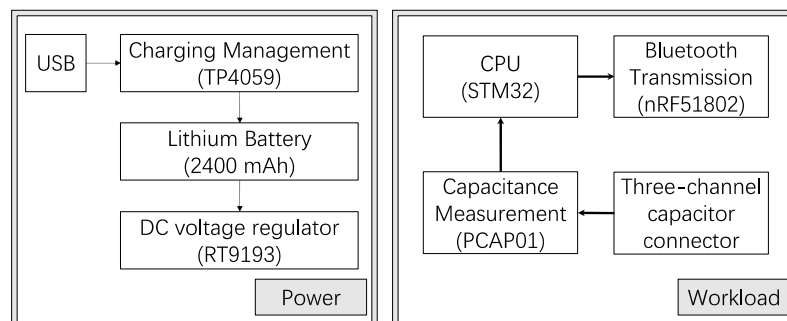 USB
Charging Management
(TP4059)
Lithium Battery
(2400 mAh)
DC voltage regulator
(RT9193)
Power
CPU
(STM32)
Bluetooth
Transmission
(nRF51802)
Capacitance
Measurement
(PCAP01)
Three-channel
capacitor
connector
Workload